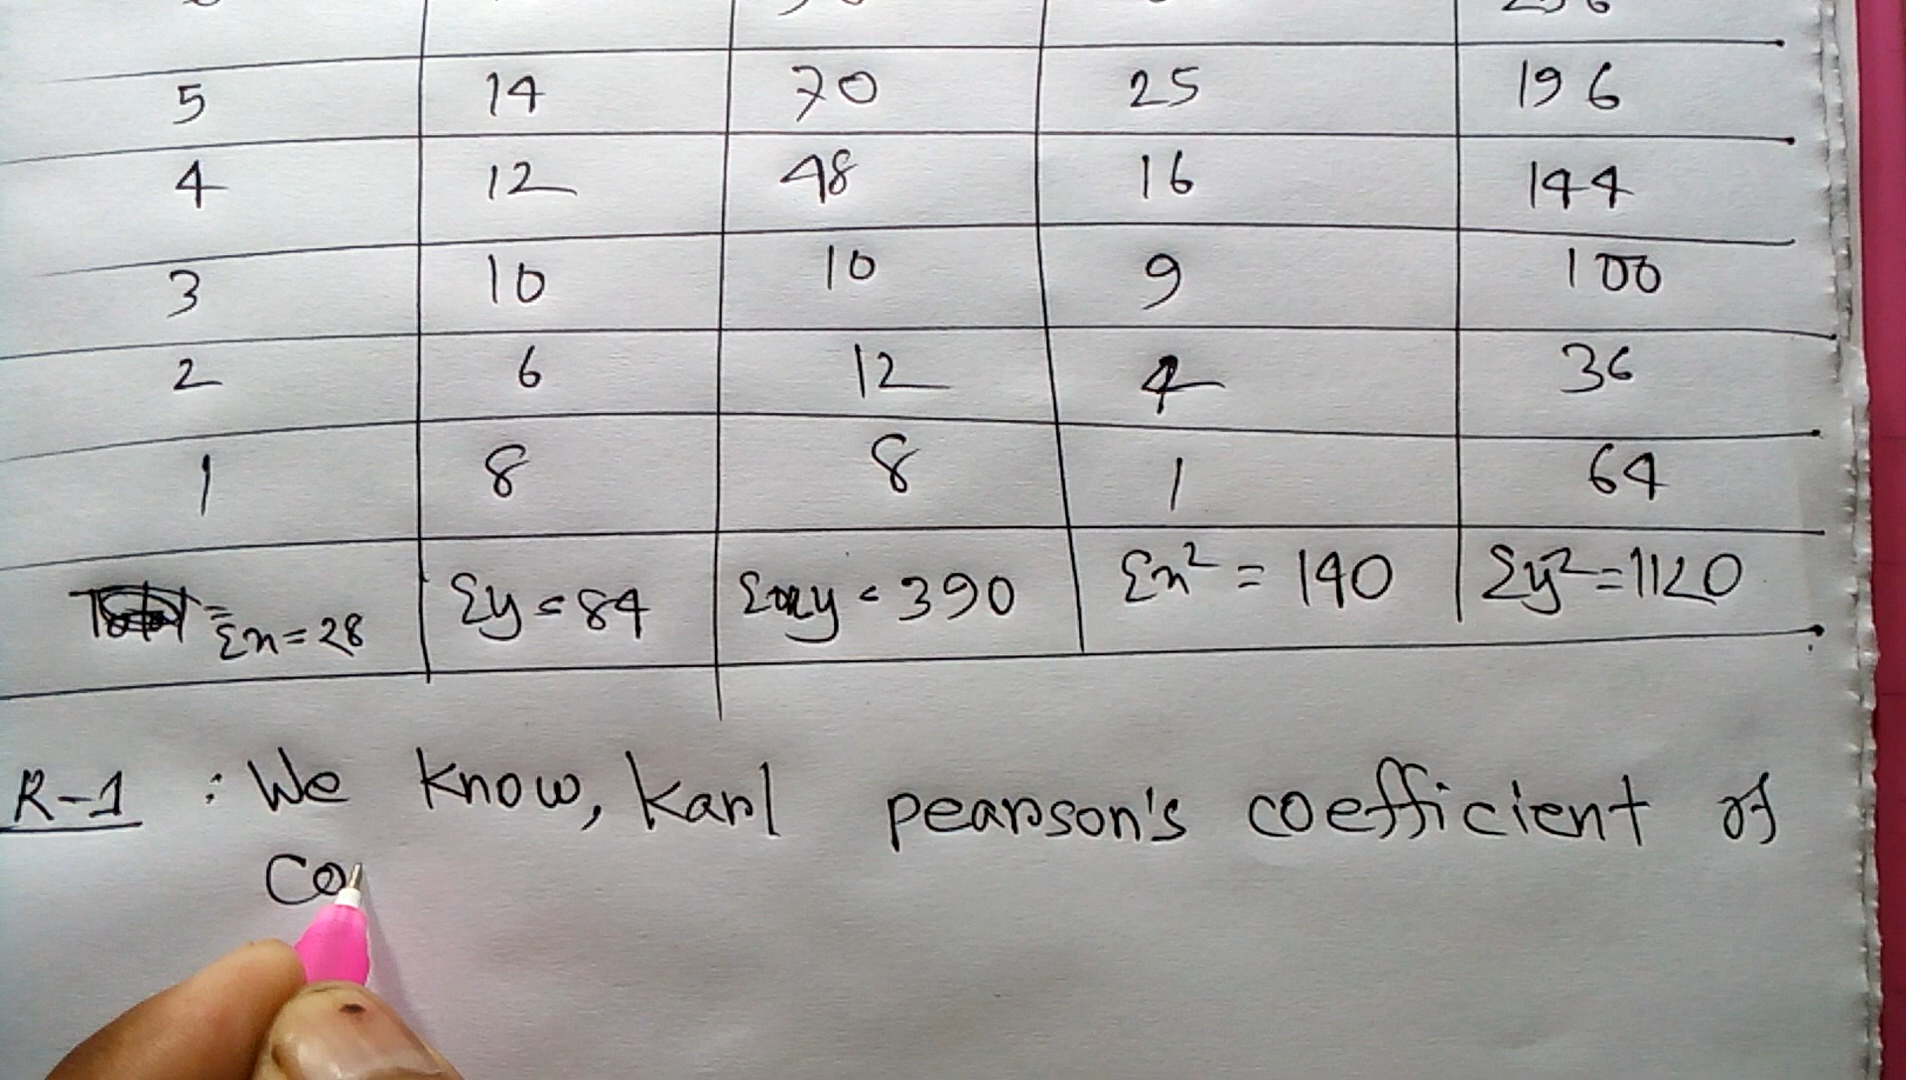 5 14 70 25 196
4 12 48 16 144
3 10 10 9 100
2 6 12 4 36
1 8 8 1 64
Σx=28 Σy = 84 Σxy = 390 Σx² = 140 Σy²=1120
R-1 : We know, Karl pearson's coefficient of
Co